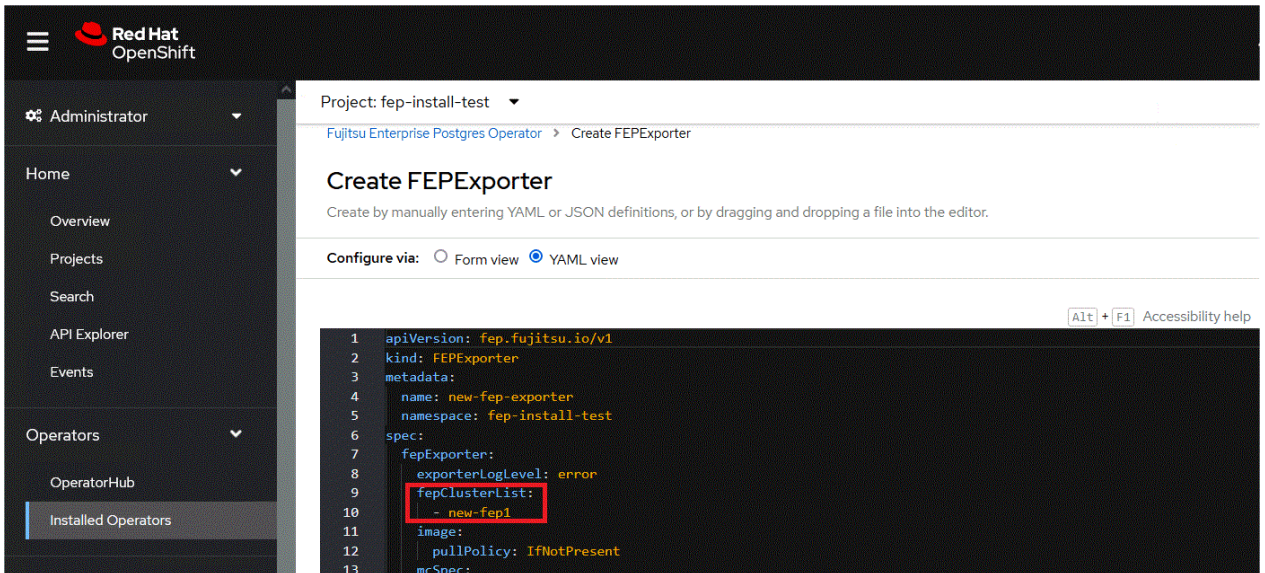 Red Hat
OpenShift
Administrator
Home
Overview
Projects
Search
API Explorer
Events
Operators
OperatorHub
Installed Operators
Project: fep-install-test
Fujitsu Enterprise Postgres Operator > Create FEPExporter
Create FEPExporter
Create by manually entering YAML or JSON definitions, or by dragging and dropping a file into the editor.
Configure via: Form view YAML view
Alt + F1 Accessibility help
1 apiVersion: fep.fujitsu.io/v1
2 kind: FEPExporter
3 metadata:
4 name: new-fep-exporter
5 namespace: fep-install-test
6 spec:
7 fepExporter:
8 exporterLogLevel: error
9 fepClusterList:
10 - new-fep1
11 image:
12 pullPolicy: IfNotPresent
13 mcSpec: